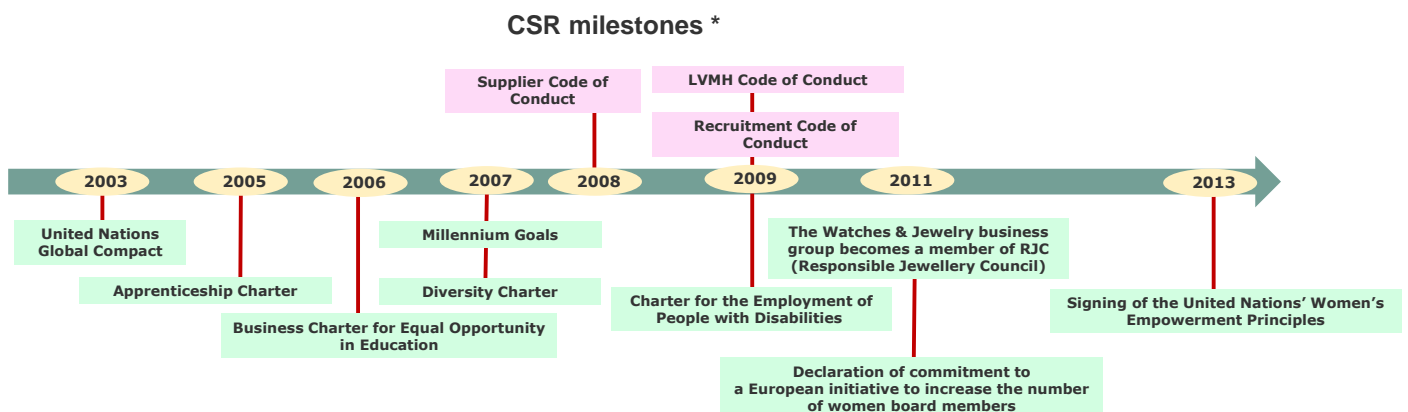 CSR milestones *
Supplier Code of
Conduct
LVMH Code of Conduct
Recruitment Code of
Conduct
2003
2005
2006
2007
2008
2009
2011
2013
United Nations
Global Compact
Apprenticeship Charter
Business Charter for Equal Opportunity
in Education
Millennium Goals
Diversity Charter
Charter for the Employment of
People with Disabilities
The Watches & Jewelry business
group becomes a member of RJC
(Responsible Jewellery Council)
Declaration of commitment to
a European initiative to increase the number
of women board members
Signing of the United Nations’ Women’s
Empowerment Principles